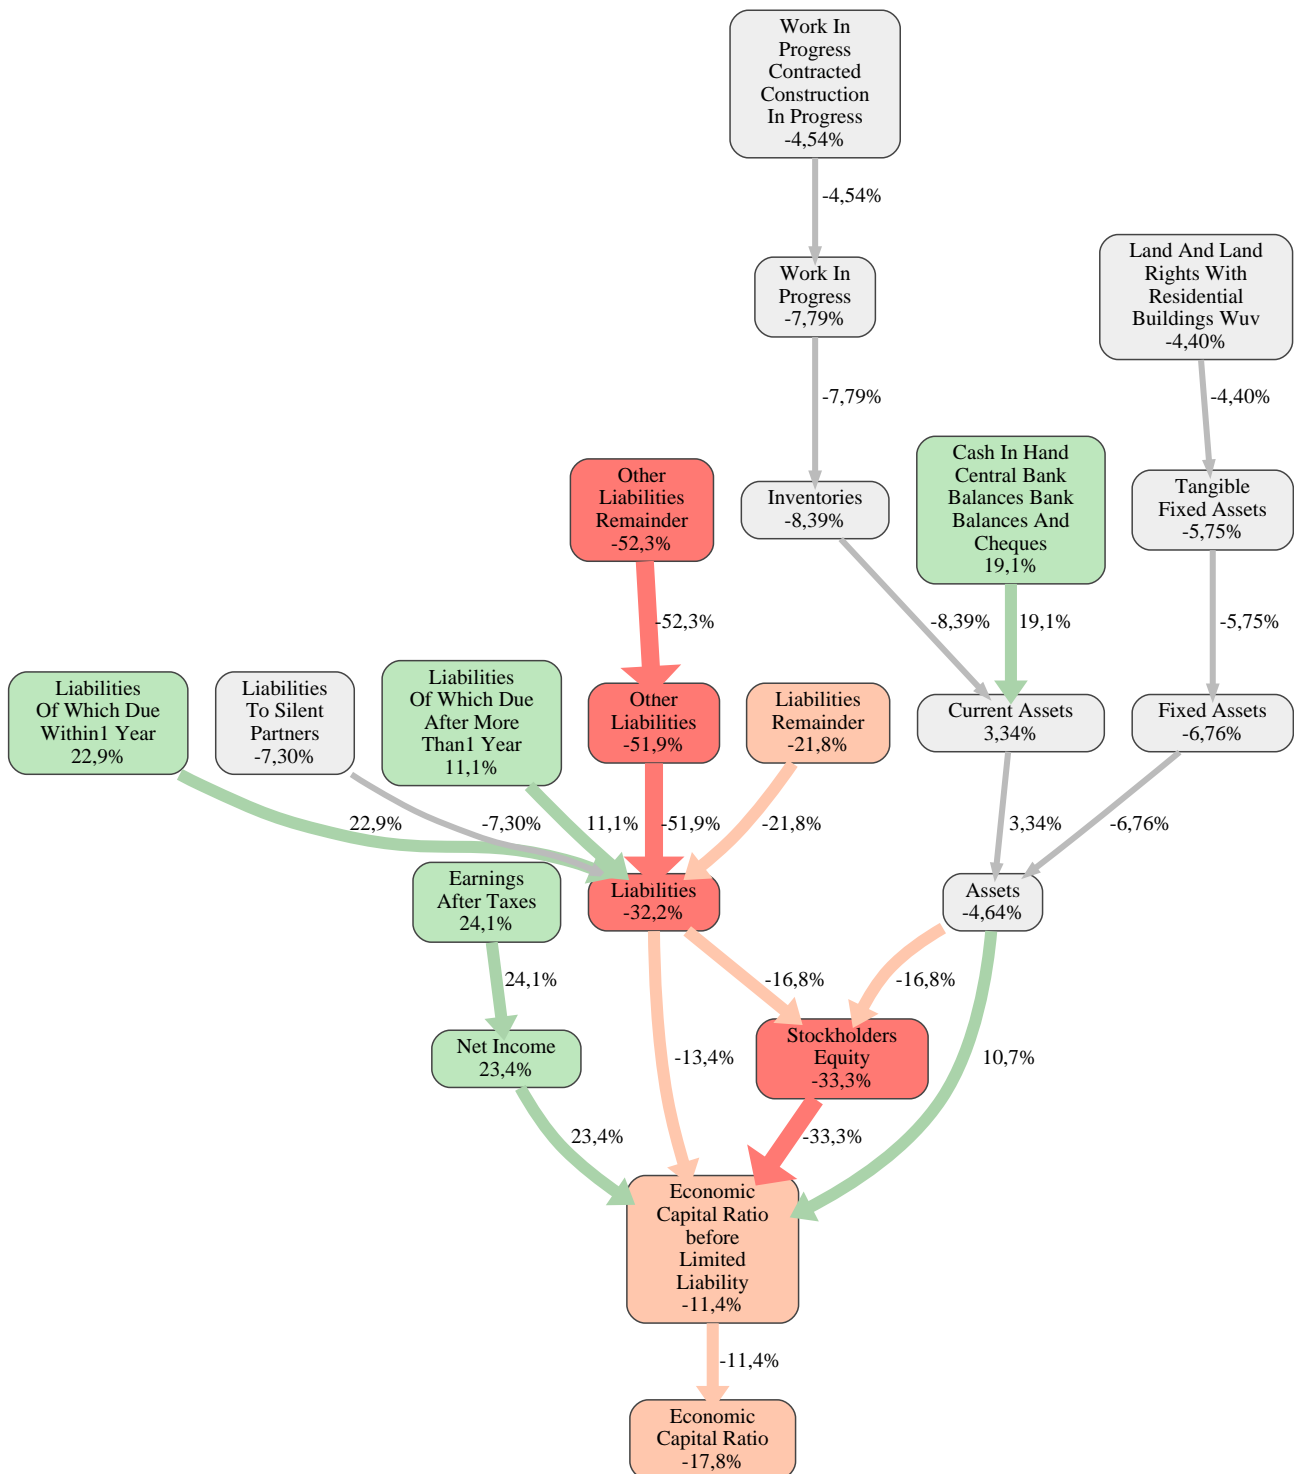 Work In
Progress
Contracted
Construction
In Progress
-4,54%
-4,54%
Work In
Progress
-7,79%
Land And Land
Rights With
Residential
Buildings Wuv
-4,40%
-7,79%
-4,40%
Other
Liabilities
Remainder
-52,3%
Inventories
-8,39%
Cash In Hand
Central Bank
Balances Bank
Balances And
Cheques
19,1%
Tangible
Fixed Assets
-5,75%
-52,3%
-8,39%
19,1%
-5,75%
Liabilities
Of Which Due
Within1 Year
22,9%
Liabilities
To Silent
Partners
-7,30%
Liabilities
Of Which Due
After More
Than1 Year
11,1%
Other
Liabilities
-51,9%
Liabilities
Remainder
-21,8%
Current Assets
3,34%
Fixed Assets
-6,76%
22,9%
-7,30%
11,1%
-51,9%
-21,8%
3,34%
-6,76%
Earnings
After Taxes
24,1%
Liabilities
-32,2%
Assets
-4,64%
24,1%
-16,8%
-16,8%
Net Income
23,4%
-13,4%
Stockholders
Equity
-33,3%
10,7%
23,4%
-33,3%
Economic
Capital Ratio
before
Limited
Liability
-11,4%
-11,4%
Economic
Capital Ratio
-17,8%